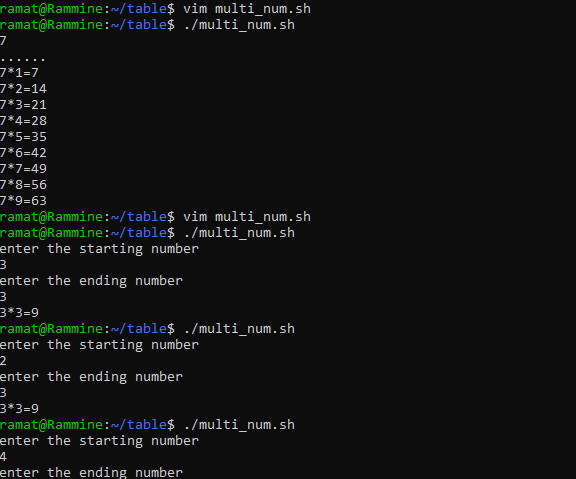 ramat@Rammine:~/table$ vim multi_num.sh
ramat@Rammine:~/table$ ./multi_num.sh
7
......
7*1=7
7*2=14
7*3=21
7*4=28
7*5=35
7*6=42
7*7=49
7*8=56
7*9=63
ramat@Rammine:~/table$ vim multi_num.sh
ramat@Rammine:~/table$ ./multi_num.sh
enter the starting number
3
enter the ending number
3
3*3=9
ramat@Rammine:~/table$ ./multi_num.sh
enter the starting number
2
enter the ending number
3
3*3=9
ramat@Rammine:~/table$ ./multi_num.sh
enter the starting number
4
enter the ending number